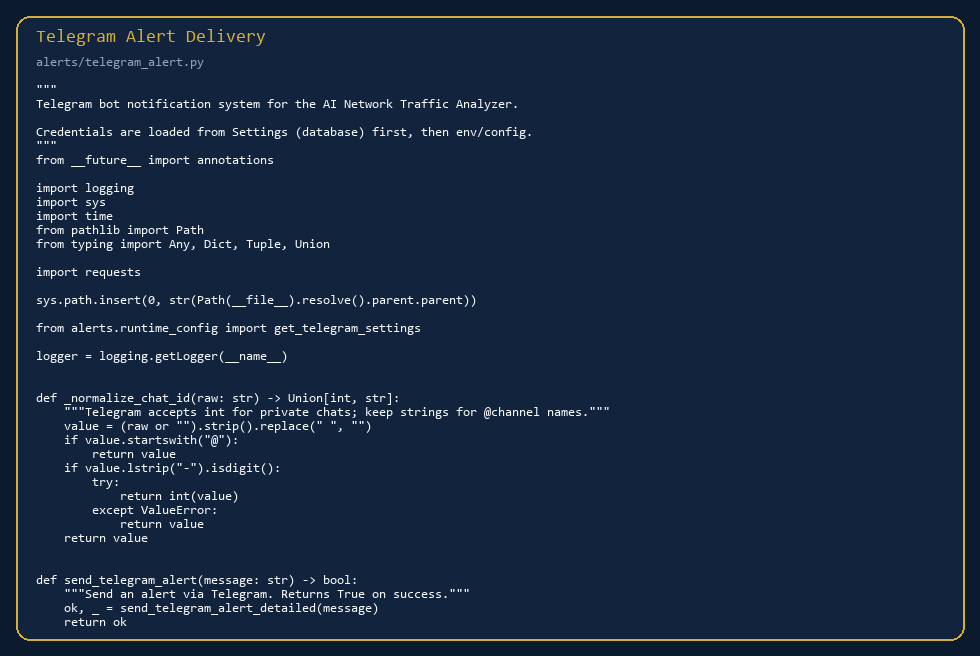 Telegram Alert Delivery
alerts/telegram_alert.py
"""
Telegram bot notification system for the AI Network Traffic Analyzer.
Credentials are loaded from Settings (database) first, then env/config.
"""
from __future__ import annotations
import logging
import sys
import time
from pathlib import Path
from typing import Any, Dict, Tuple, Union
import requests
sys.path.insert(0, str(Path(__file__).resolve().parent.parent))
from alerts.runtime_config import get_telegram_settings
logger = logging.getLogger(__name__)
def _normalize_chat_id(raw: str) -> Union[int, str]:
    """Telegram accepts int for private chats; keep strings for @channel names."""
    value = (raw or "").strip().replace(" ", "")
    if value.startswith("@"):
        return value
    if value.lstrip("-").isdigit():
        try:
            return int(value)
        except ValueError:
            return value
    return value
def send_telegram_alert(message: str) -> bool:
    """Send an alert via Telegram. Returns True on success."""
    ok, _ = send_telegram_alert_detailed(message)
    return ok